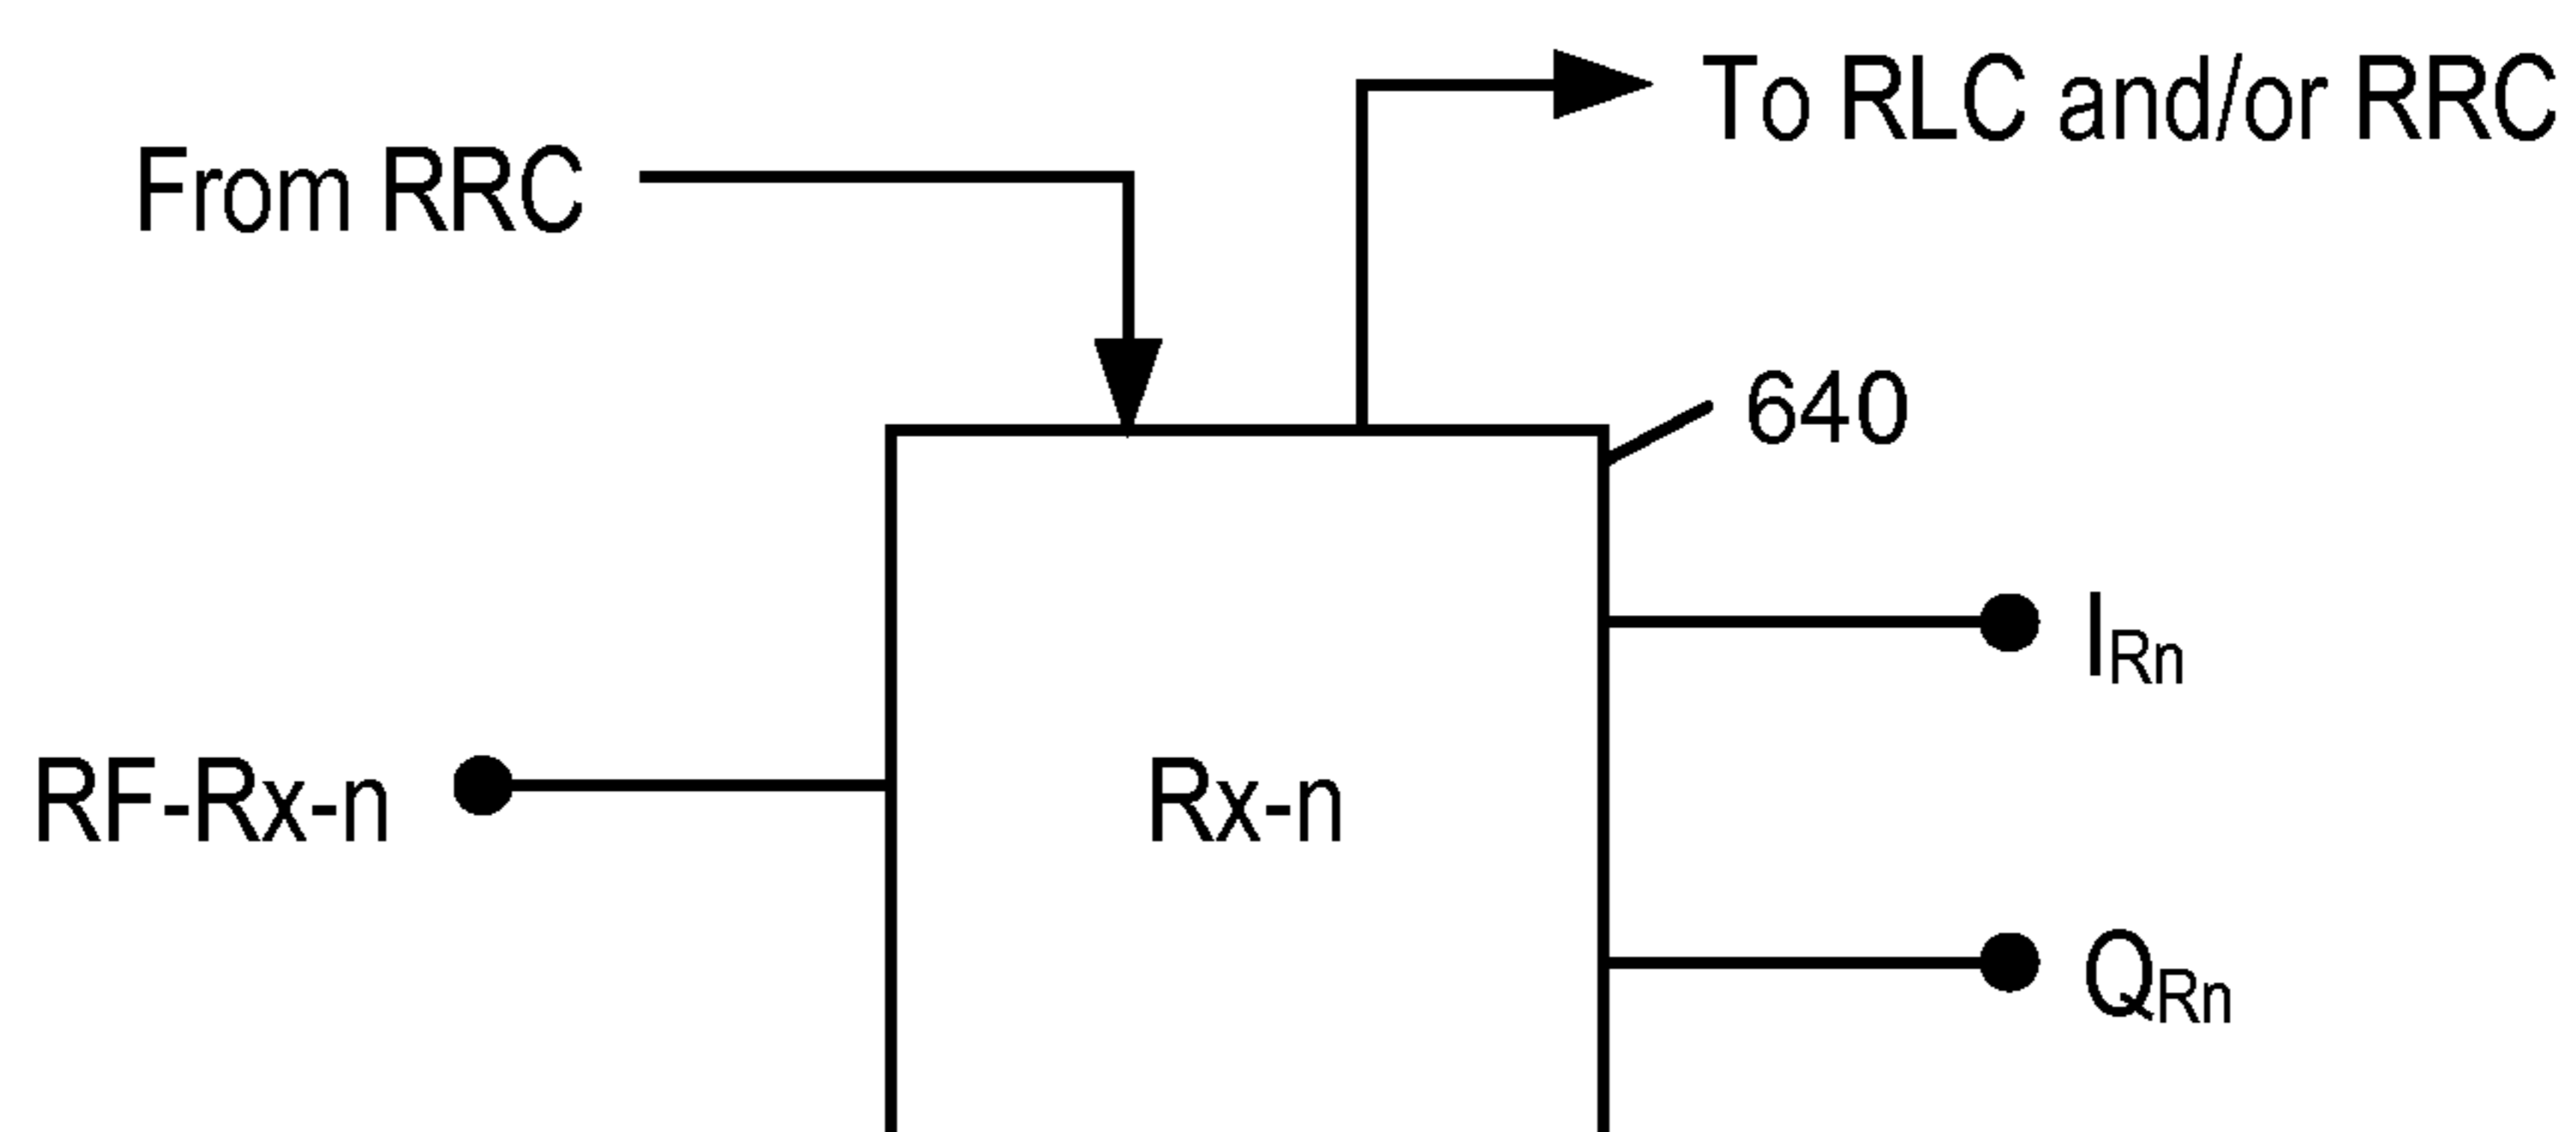 To RLC and/or RRC
From RRC
640
IRn
RF-Rx-n
Rx-n
QRn